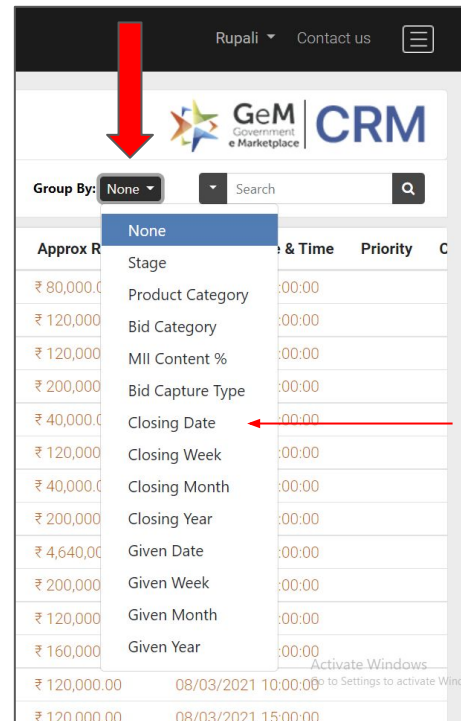 Rupali Contact us
GeM
Government
e Marketplace
CRM
Group By: None Search
None
Stage
Product Category
Bid Category
MII Content %
Bid Capture Type
Closing Date
Closing Week
Closing Month
Closing Year
Given Date
Given Week
Given Month
Given Year
Approx R & Time Priority
₹ 80,000.0 :00:00
₹ 120,000 :00:00
₹ 120,000 :00:00
₹ 200,000 :00:00
₹ 40,000.0 :00:00
₹ 120,000 :00:00
₹ 40,000.0 :00:00
₹ 200,000 :00:00
₹ 4,640,00 :00:00
₹ 200,000 :00:00
₹ 120,000 :00:00
₹ 160,000 :00:00
Activate Windows
₹ 120,000.00 08/03/2021 10:00:00
Go to Settings to activate Win
₹ 120,000.00 08/03/2021 15:00:00